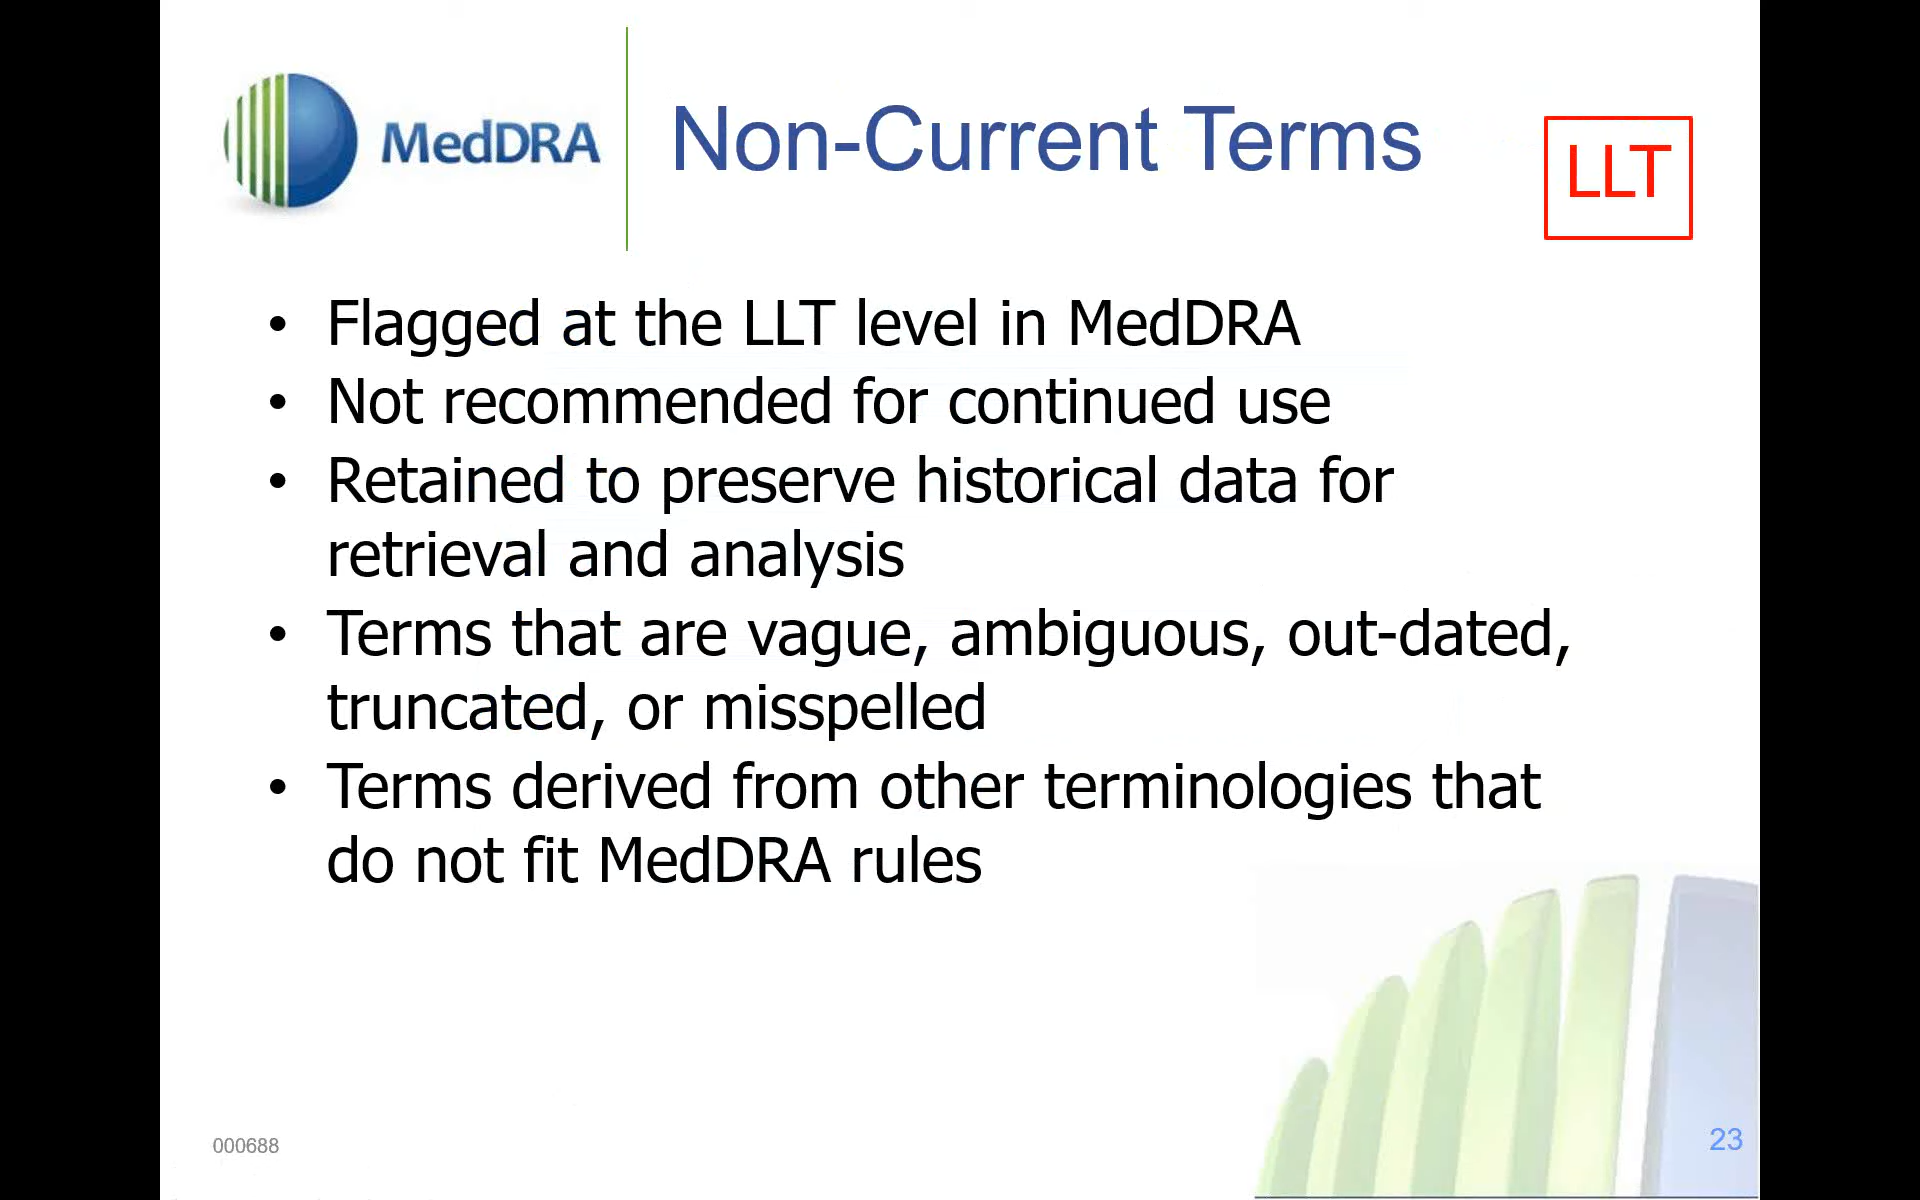 MedDRA
Non-Current Terms
LLT
• Flagged at the LLT level in MedDRA
• Not recommended for continued use
• Retained to preserve historical data for
retrieval and analysis
• Terms that are vague, ambiguous, out-dated,
truncated, or misspelled
• Terms derived from other terminologies that
do not fit MedDRA rules
000688
23